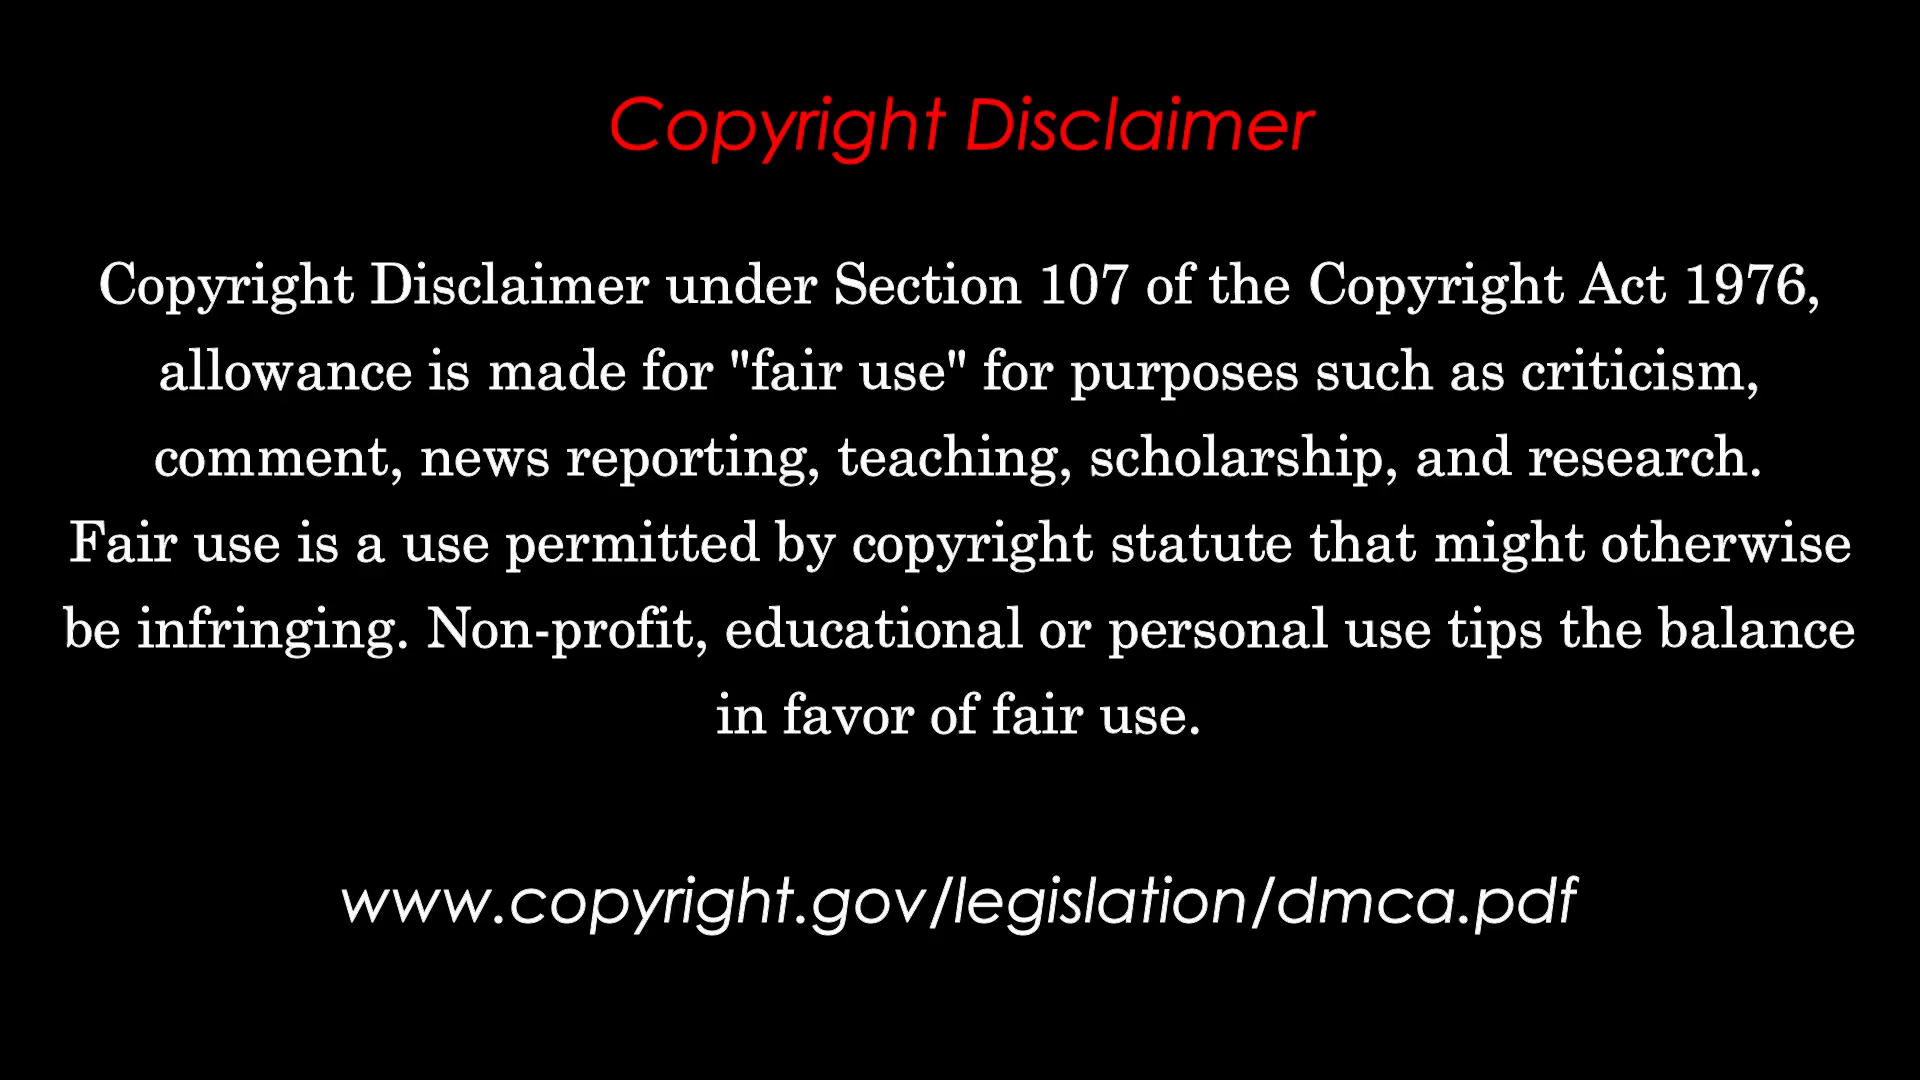 Copyright Disclaimer
Copyright Disclaimer under Section 107 of the Copyright Act 1976,
allowance is made for "fair use" for purposes such as criticism,
comment, news reporting, teaching, scholarship, and research.
Fair use is a use permitted by copyright statute that might otherwise
be infringing. Non-profit, educational or personal use tips the balance
in favor of fair use.
www.copyright.gov/legislation/dmca.pdf